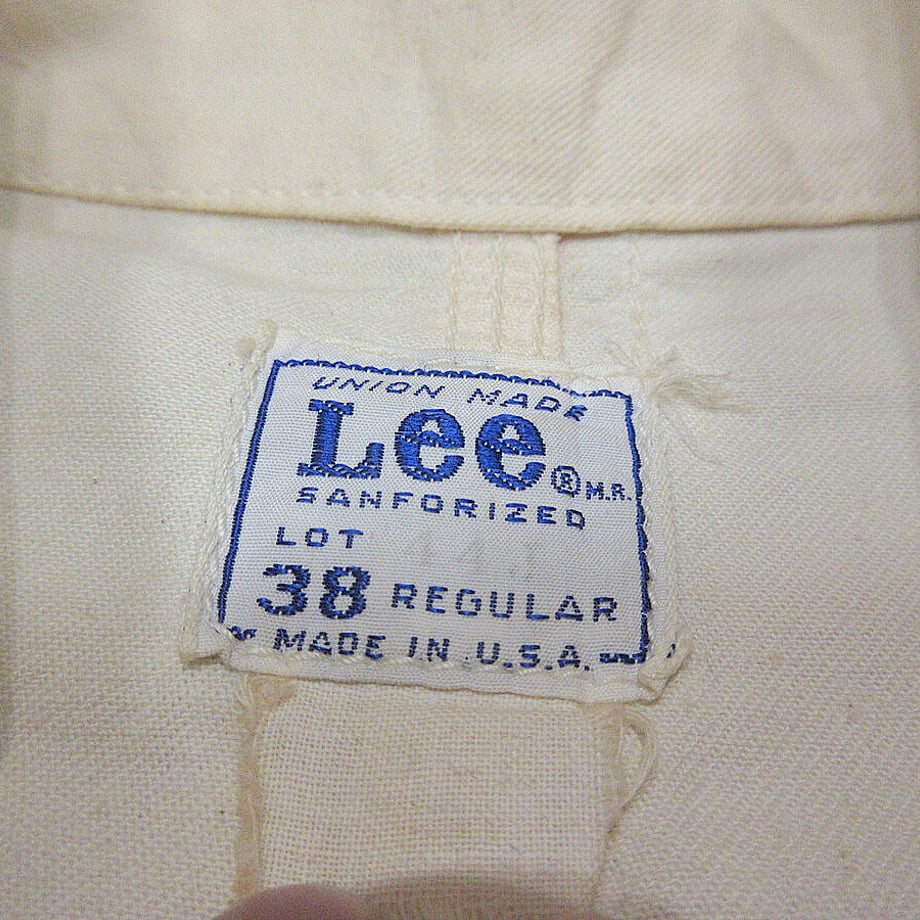 UNION MADE
Lee® M.R.
SANFORIZED
LOT
38 REGULAR
MADE IN U.S.A.